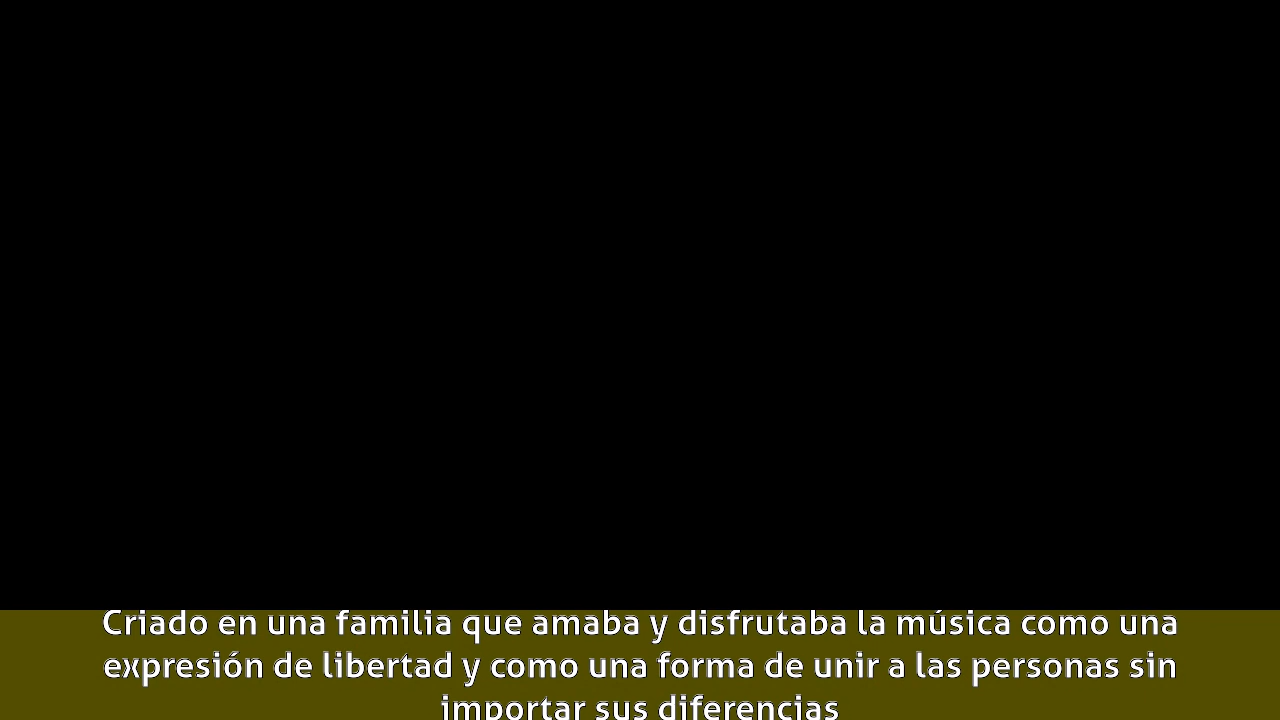 Criado en una familia que amaba y disfrutaba la música como una
expresión de libertad y como una forma de unir a las personas sin
importar sus diferencias